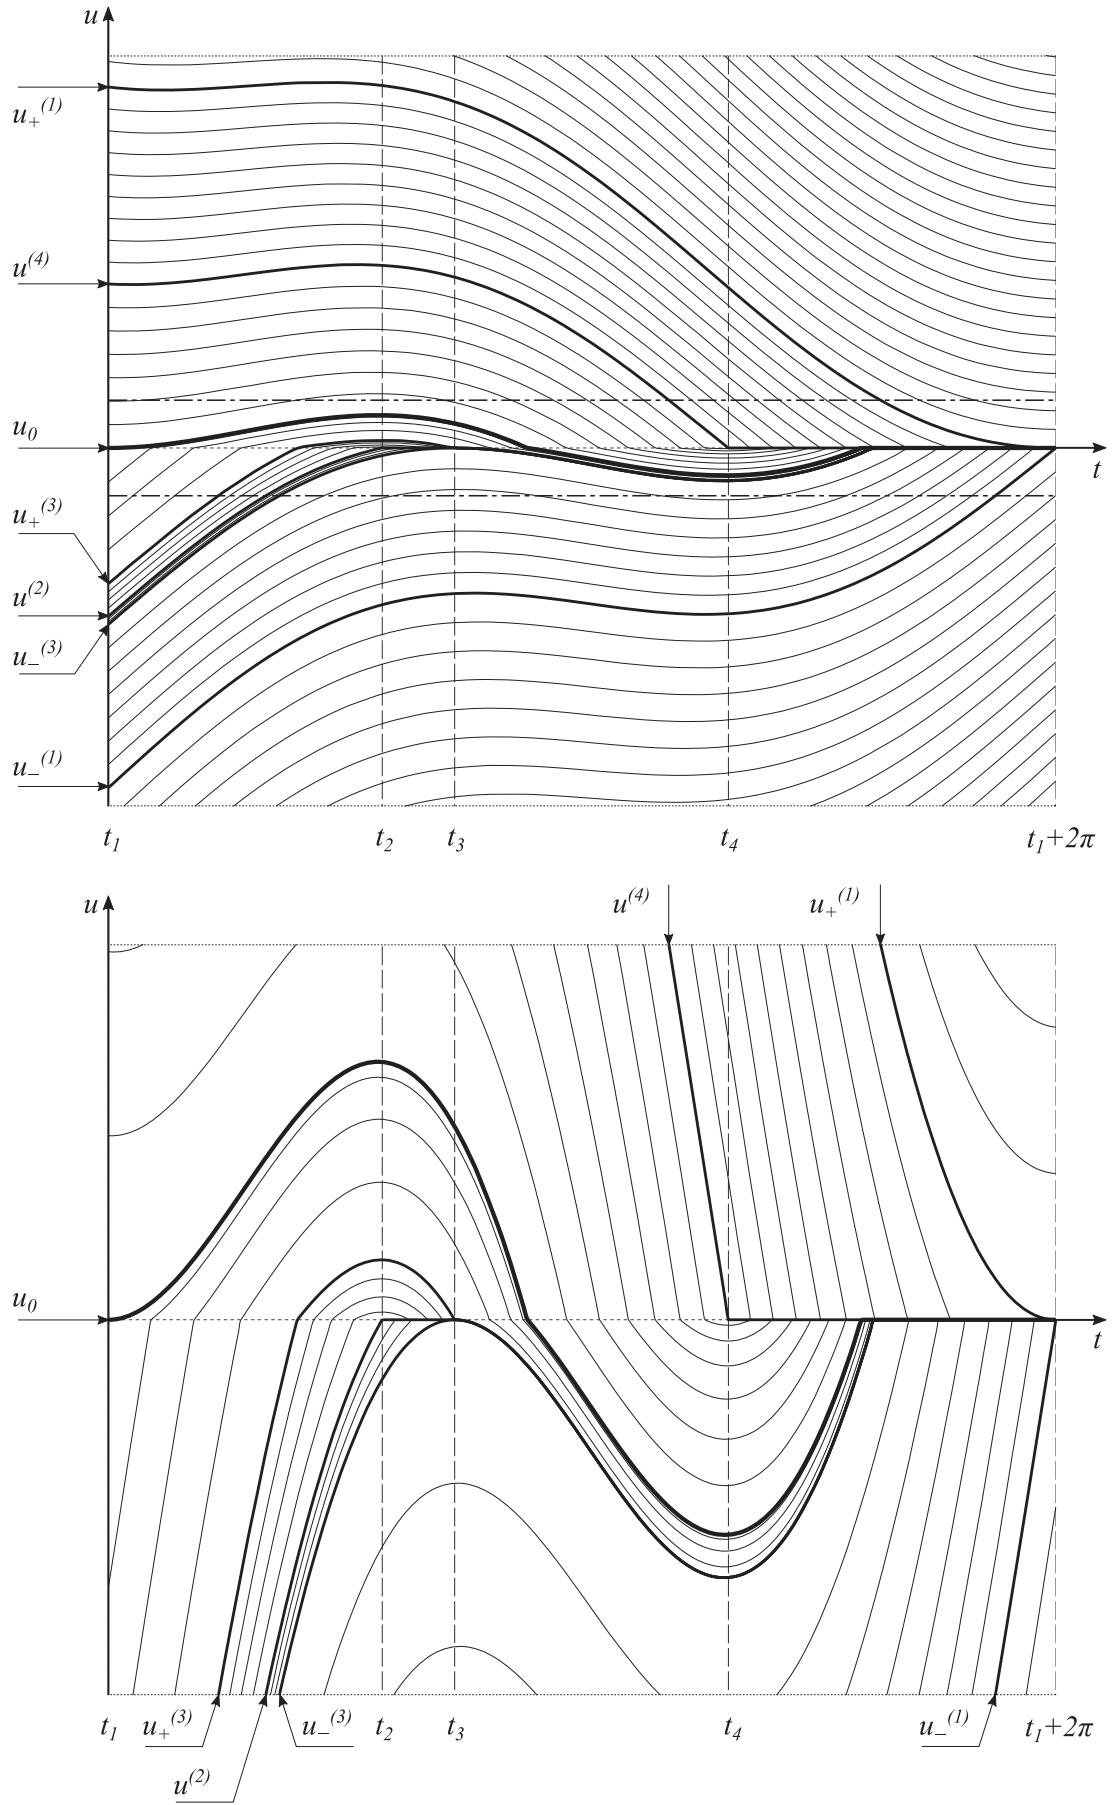 u
u₊⁽¹⁾
u⁽⁴⁾
u₀
t
u₊⁽³⁾
u⁽²⁾
u₋⁽³⁾
u₋⁽¹⁾
t₁ t₂ t₃ t₄ t₁+2π
u u⁽⁴⁾ u₊⁽¹⁾
u₀
t
t₁ u₊⁽³⁾ u₋⁽³⁾ t₂ t₃ t₄ u₋⁽¹⁾ t₁+2π
u⁽²⁾